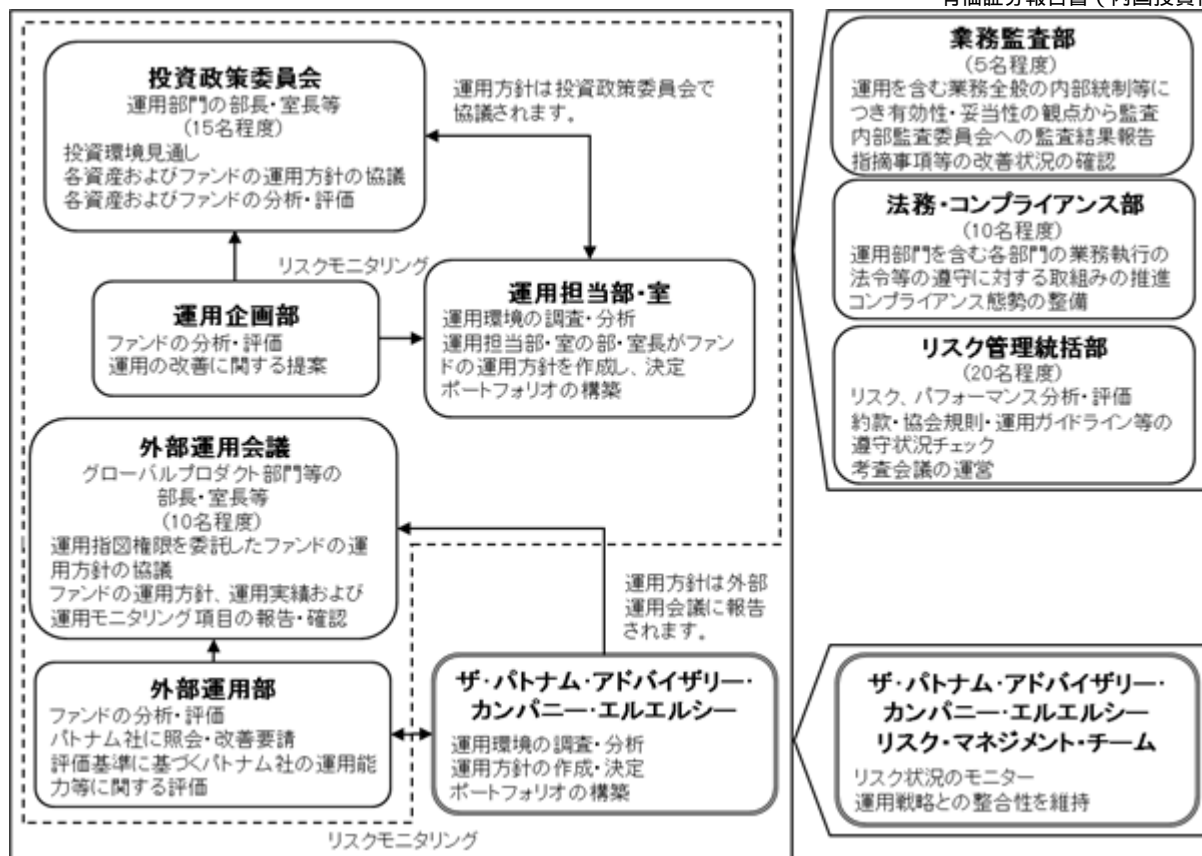 有価証券報告書(内国投資信
投資政策委員会
運用部門の部長・室長等
(15名程度)
投資環境見通し
各資産およびファンドの運用方針の協議
各資産およびファンドの分析・評価
運用方針は投資政策委員会で
協議されます。
リスクモニタリング
運用企画部
ファンドの分析・評価
運用の改善に関する提案
運用担当部・室
運用環境の調査・分析
運用担当部・室の部・室長がファン
ドの運用方針を作成し、決定
ポートフォリオの構築
外部運用会議
グローバルプロダクト部門等の
部長・室長等
(10名程度)
運用指図権限を委託したファンドの運
用方針の協議
ファンドの運用方針、運用実績および
運用モニタリング項目の報告・確認
運用方針は外部
運用会議に報告
されます。
外部運用部
ファンドの分析・評価
パトナム社に照会・改善要請
評価基準に基づくパトナム社の運用能
力等に関する評価
ザ・パトナム・アドバイザリー・
カンパニー・エルエルシー
運用環境の調査・分析
運用方針の作成・決定
ポートフォリオの構築
リスクモニタリング
業務監査部
(5名程度)
運用を含む業務全般の内部統制等に
つき有効性・妥当性の観点から監査
内部監査委員会への監査結果報告
指摘事項等の改善状況の確認
法務・コンプライアンス部
(10名程度)
運用部門を含む各部門の業務執行の
法令等の遵守に対する取組みの推進
コンプライアンス態勢の整備
リスク管理統括部
(20名程度)
リスク、パフォーマンス分析・評価
約款・協会規則・運用ガイドライン等の
遵守状況チェック
考査会議の運営
ザ・パトナム・アドバイザリー・
カンパニー・エルエルシー
リスク・マネジメント・チーム
リスク状況のモニター
運用戦略との整合性を維持